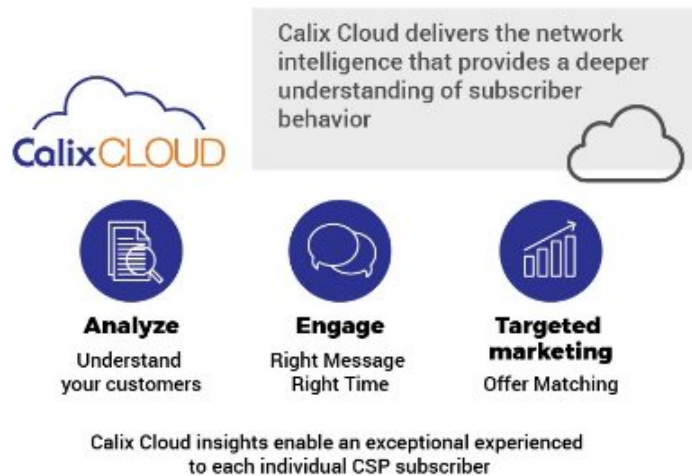 Calix Cloud delivers the network
intelligence that provides a deeper
understanding of subscriber
behavior
CalixCLOUD
Analyze
Understand
your customers
Engage
Right Message
Right Time
Targeted
marketing
Offer Matching
Calix Cloud insights enable an exceptional experienced
to each individual CSP subscriber